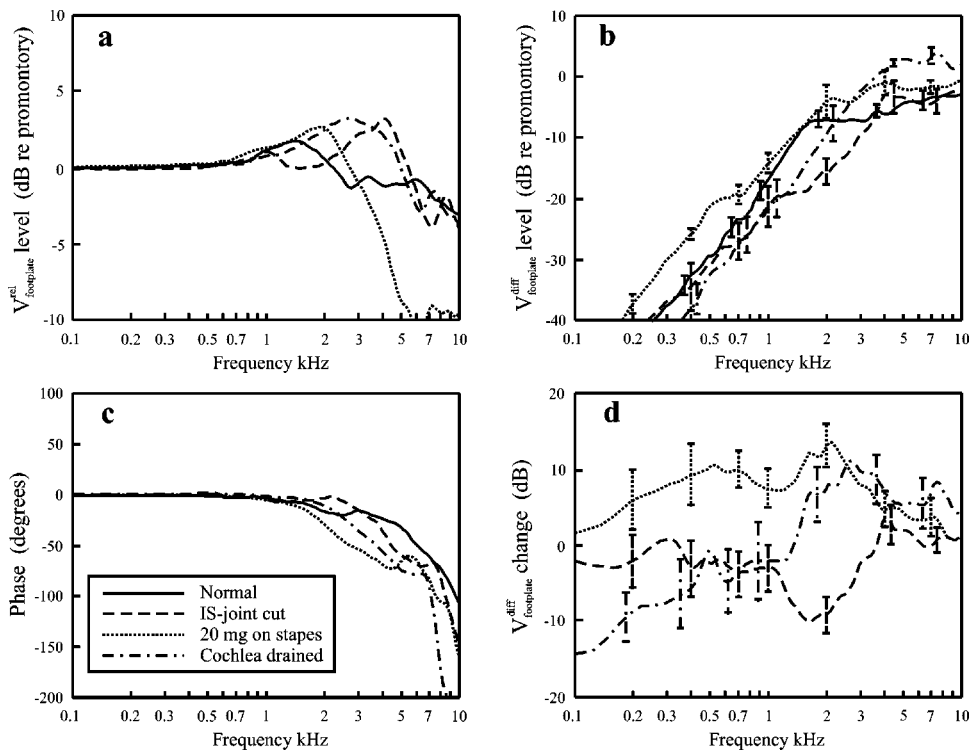 a
10
5
0
-5
-10
V rel footplate level (dB re promontory)
0.1 0.2 0.3 0.5 0.7 1 2 3 5 7 10
Frequency kHz
b
10
0
-10
-20
-30
-40
V diff footplate level (dB re promontory)
0.1 0.2 0.3 0.5 0.7 1 2 3 5 7 10
Frequency kHz
c
100
50
0
-50
-100
-150
-200
Phase (degrees)
Normal
IS-joint cut
20 mg on stapes
Cochlea drained
0.1 0.2 0.3 0.5 0.7 1 2 3 5 7 10
Frequency kHz
d
20
10
0
-10
-20
V diff footplate change (dB)
0.1 0.2 0.3 0.5 0.7 1 2 3 5 7 10
Frequency kHz